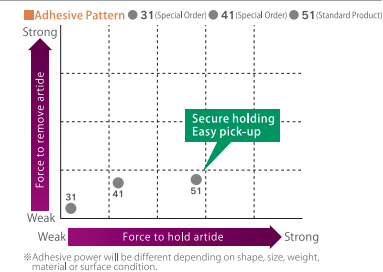 ■Adhesive Pattern ● 31 (Special Order) ● 41 (Special Order) ● 51 (Standard Product)
Strong
Force to remove artide
Secure holding
Easy pick-up
31
41
51
Weak
Weak Force to hold artide Strong
※Adhesive power will be different depending on shape, size, weight,
material or surface condition.